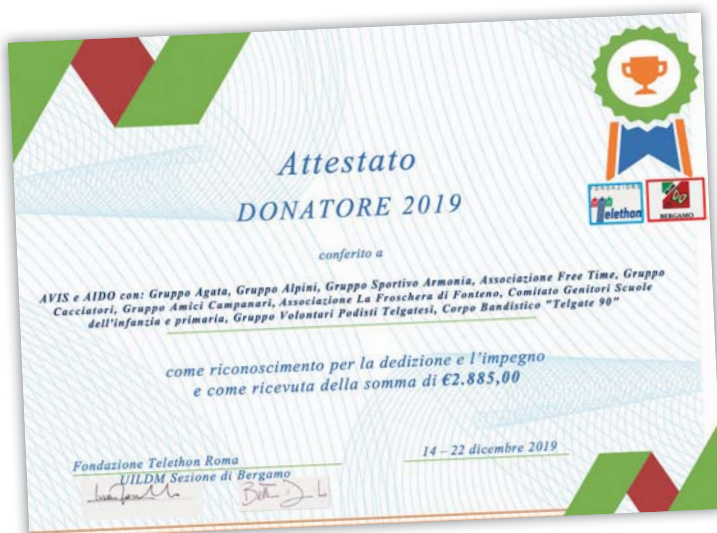 Attestato
DONATORE 2019
FONDAZIONE
Telethon
BERGAMO
conferito a
AVIS e AIDO con: Gruppo Agata, Gruppo Alpini, Gruppo Sportivo Armonia, Associazione Free Time, Gruppo
Cacciatori, Gruppo Amici Campanari, Associazione La Froschera di Fonteno, Comitato Genitori Scuole
dell'infanzia e primaria, Gruppo Volontari Podisti Telgatesi, Corpo Bandistico "Telgate 90"
come riconoscimento per la dedizione e l'impegno
e come ricevuta della somma di €2.885,00
Fondazione Telethon Roma
UILDM Sezione di Bergamo
14 – 22 dicembre 2019